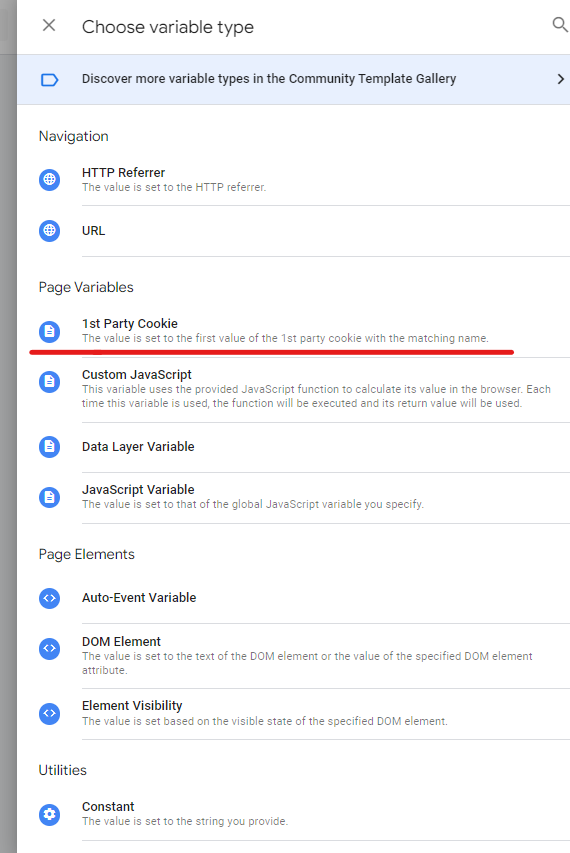 Choose variable type
Discover more variable types in the Community Template Gallery
Navigation
HTTP Referrer
The value is set to the HTTP referrer.
URL
Page Variables
1st Party Cookie
The value is set to the first value of the 1st party cookie with the matching name.
Custom JavaScript
This variable uses the provided JavaScript function to calculate its value in the browser. Each
time this variable is used, the function will be executed and its return value will be used.
Data Layer Variable
JavaScript Variable
The value is set to that of the global JavaScript variable you specify.
Page Elements
Auto-Event Variable
DOM Element
The value is set to the text of the DOM element or the value of the specified DOM element
attribute.
Element Visibility
The value is set based on the visible state of the specified DOM element.
Utilities
Constant
The value is set to the string you provide.